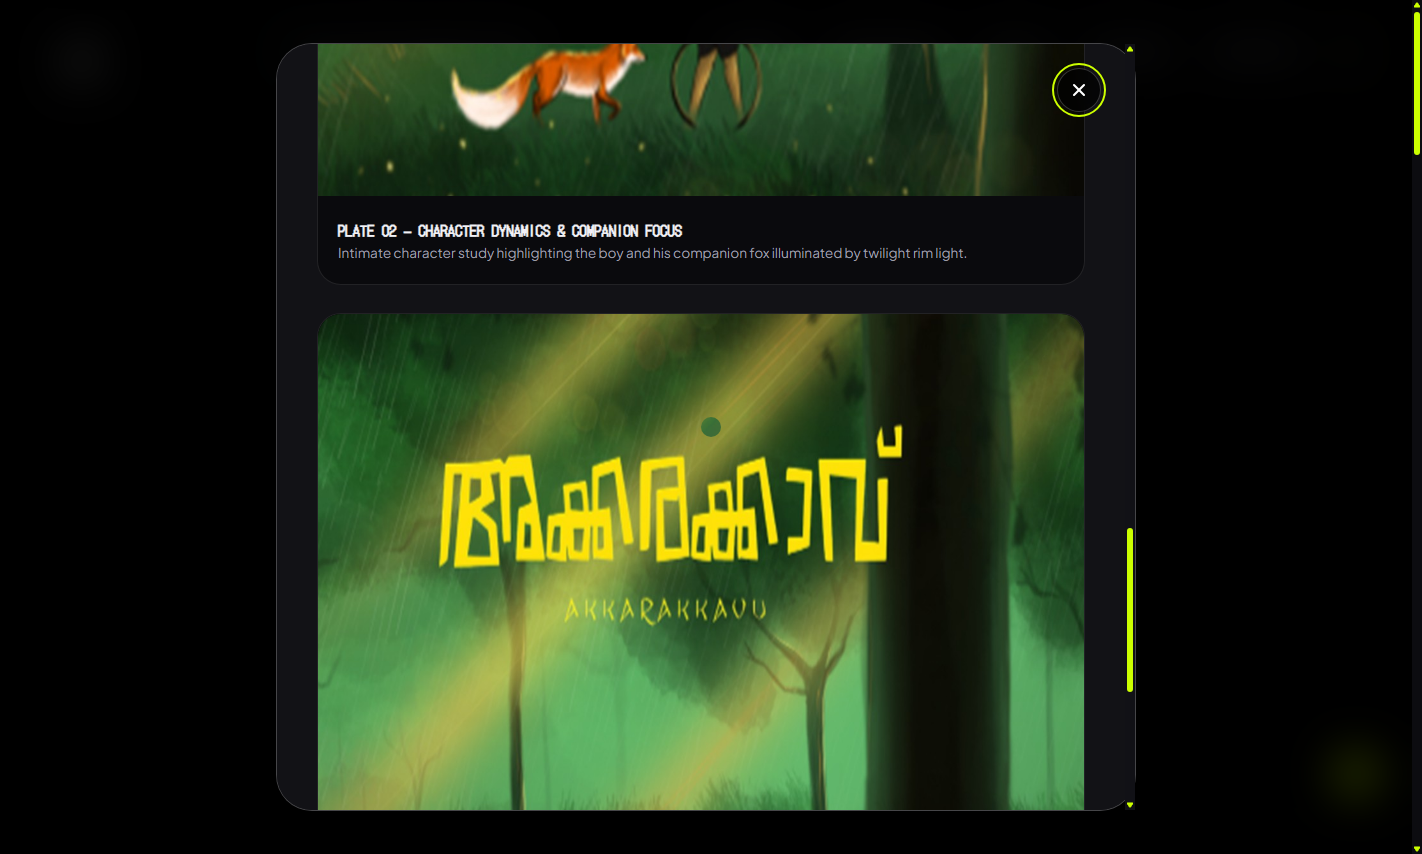 PLATE 02 – CHARACTER DYNAMICS & COMPANION FOCUS
Intimate character study highlighting the boy and his companion fox illuminated by twilight rim light.
അക്കരക്കാവ്
AKKARAKKAVU